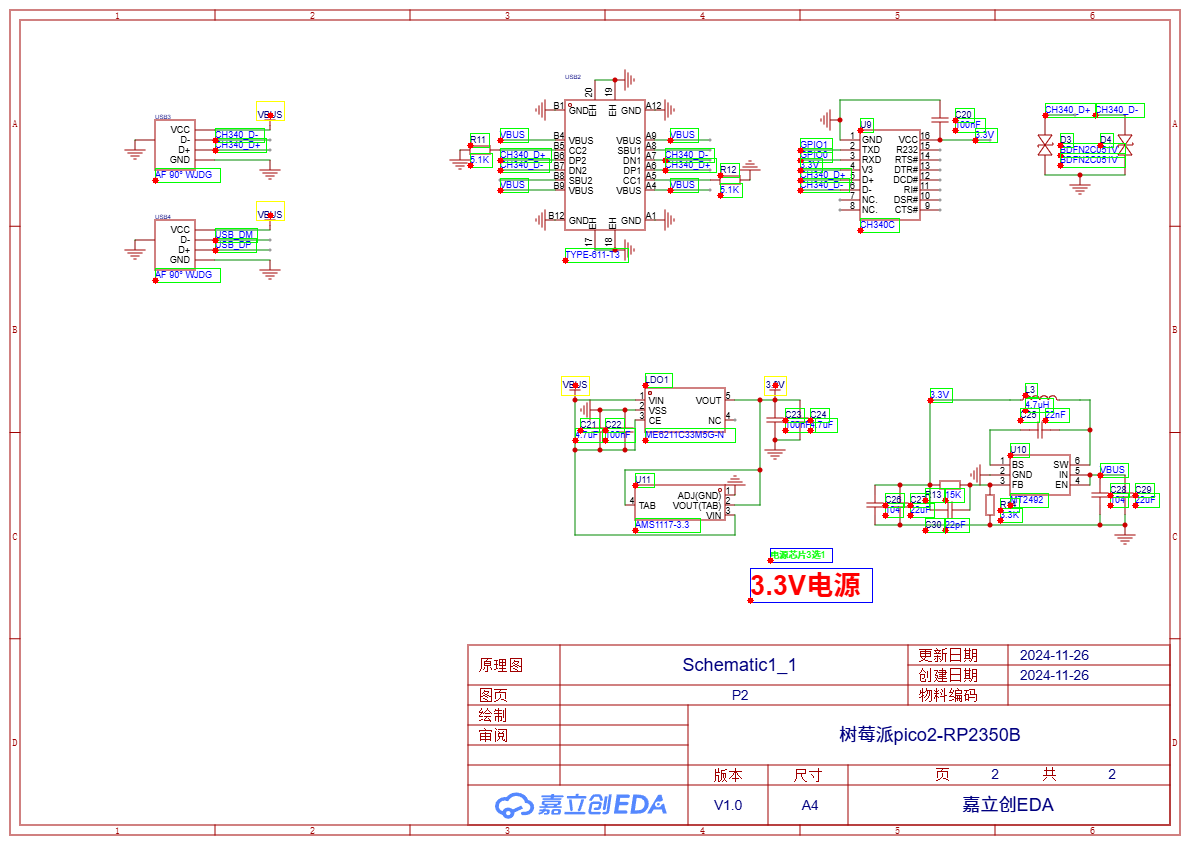 1 2 3 4 5 6
A
B
C
D
A
B
C
D
USB3
VCC
D-
D+
GND
AF 90° WJDG
VBUS
CH340_D-
CH340_D+
USB4
VCC
D-
D+
GND
AF 90° WJDG
VBUS
USB_DM
USB_DP
USB2
20 19
B1 GND EH EH GND A12
B4 VBUS VBUS A9
B5 CC2 SBU1 A8
B6 DP2 DN1 A7
B7 DN2 DP1 A6
B8 SBU2 CC1 A5
B9 VBUS VBUS A4
B12 GND EH EH GND A1
17 18
TYPE-611-T3
R11
5.1K
VBUS
CH340_D+
CH340_D-
VBUS
VBUS
CH340_D-
CH340_D+
VBUS
R12
5.1K
U9
1 GND VCC 16
2 TXD R232 15
3 RXD RTS# 14
4 V3 DTR# 13
5 D+ DCD# 12
6 D- RI# 11
7 NC. DSR# 10
8 NC. CTS# 9
CH340C
GPIO1
GPIO0
3.3V
CH340_D+
CH340_D-
C20
100nF
3.3V
CH340_D+ CH340_D-
D3 D4
BDFN2C051V
BDFN2C051V
VBUS
LDO1
1 VIN VOUT 5
2 VSS
3 CE NC 4
ME6211C33M5G-N
C21 C22
4.7uF 100nF
3.3V
C23 C24
100nF 4.7uF
U11
ADJ(GND) 1
4 TAB VOUT(TAB) 2
VIN 3
AMS1117-3.3
3.3V
L3
4.7uH
C25 22nF
U10
1 BS SW 6
2 GND IN 5
3 FB EN 4
MT2492
VBUS
C28 C29
104 22uF
C26
104 22uF
R13 15K
3.3K
C30 22pF
电源芯片3选1
3.3V电源
原理图 Schematic1_1 更新日期 2024-11-26
创建日期 2024-11-26
图页 P2 物料编码
绘制
审阅
树莓派pico2-RP2350B
版本 尺寸 页 2 共 2
嘉立创EDA V1.0 A4 嘉立创EDA
1 2 3 4 5 6